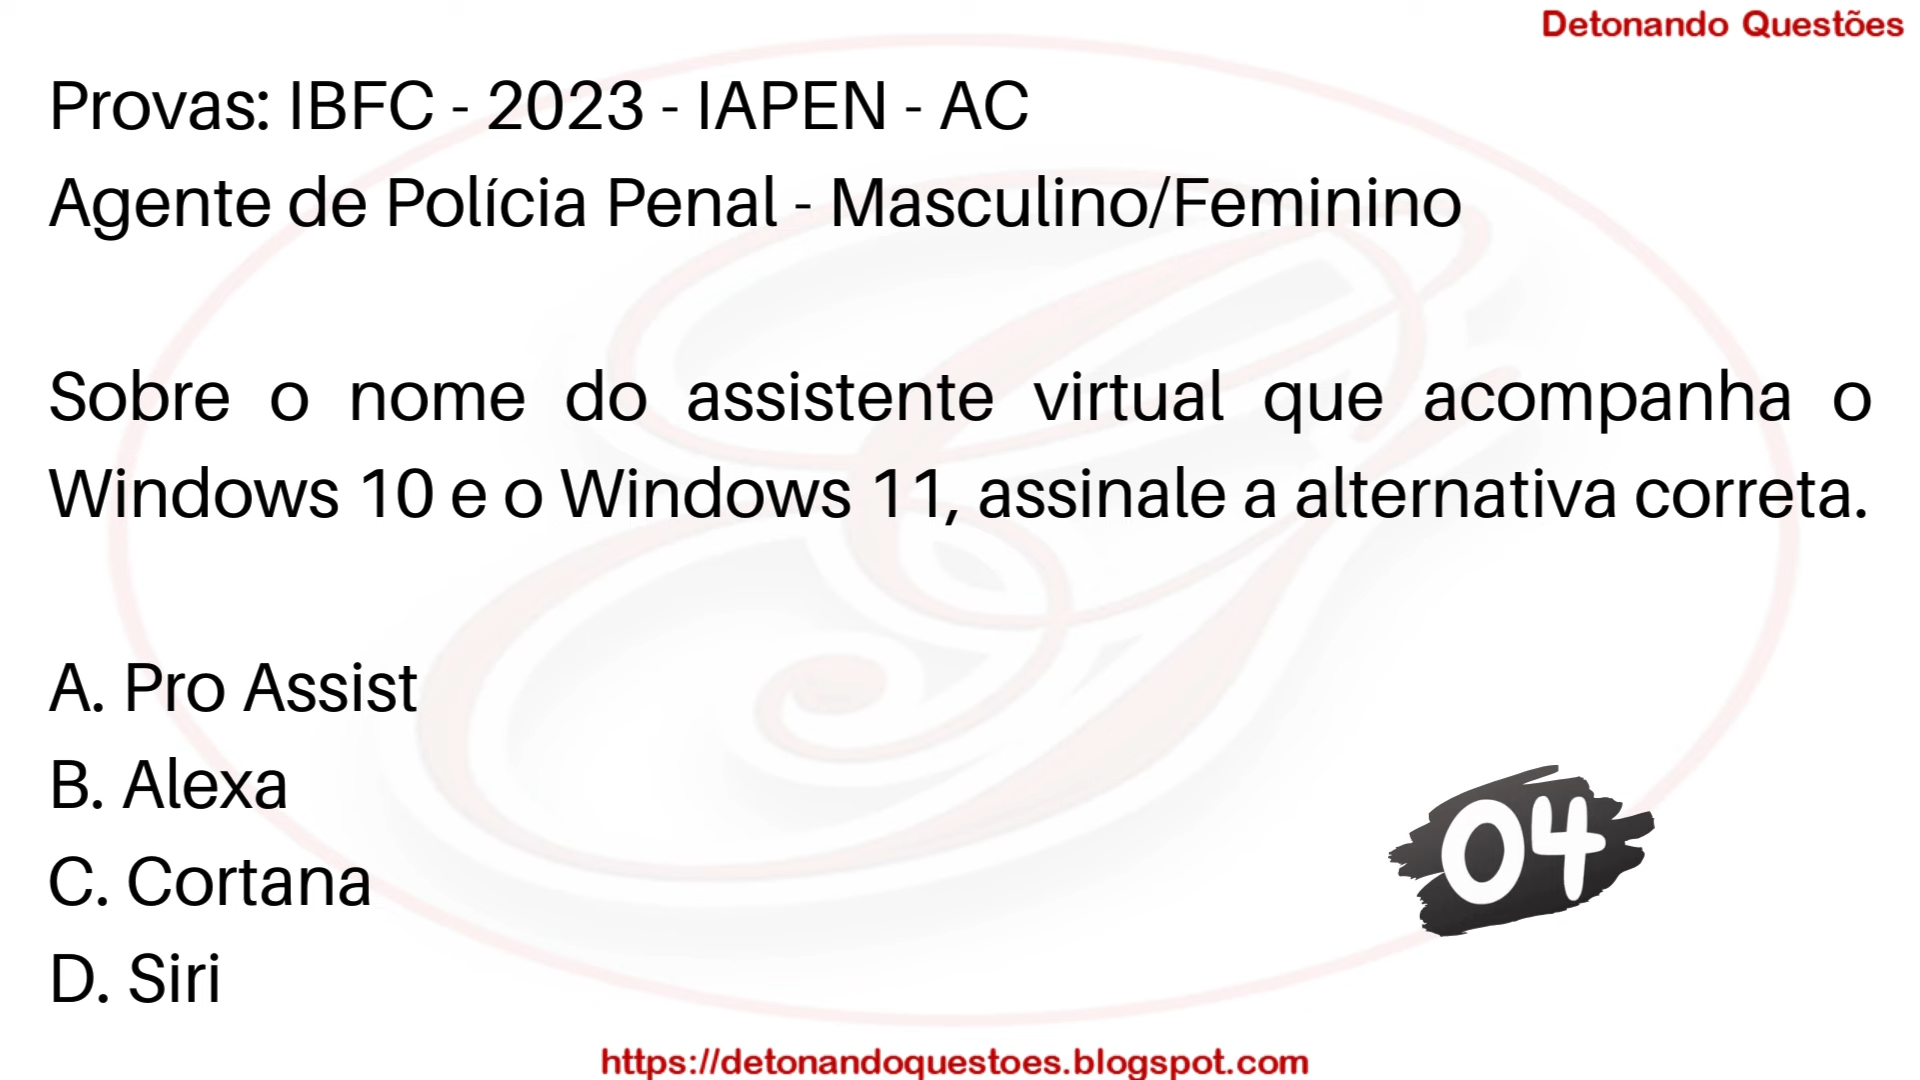 Detonando Questões
Provas: IBFC - 2023 - IAPEN - AC
Agente de Polícia Penal - Masculino/Feminino
Sobre o nome do assistente virtual que acompanha o
Windows 10 e o Windows 11, assinale a alternativa correta.
A. Pro Assist
B. Alexa
C. Cortana
D. Siri
04
https://detonandoquestoes.blogspot.com